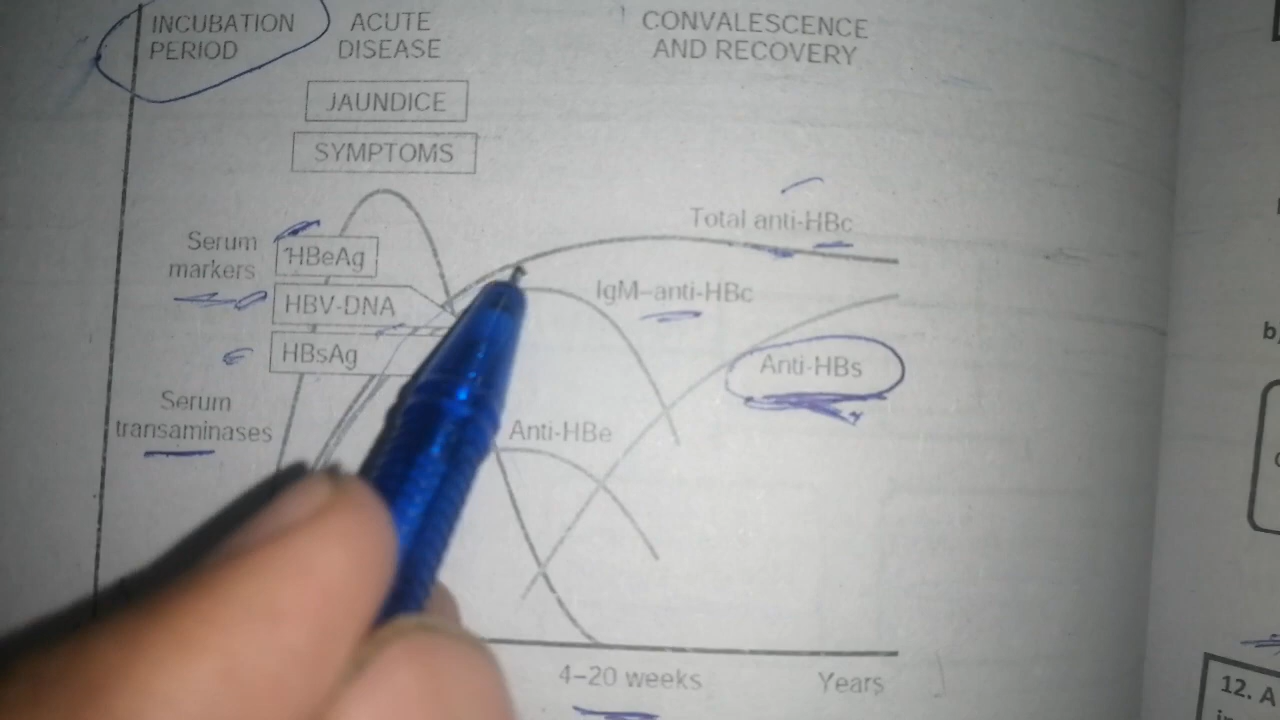 INCUBATION
PERIOD
ACUTE
DISEASE
CONVALESCENCE
AND RECOVERY
JAUNDICE
SYMPTOMS
Total anti-HBc
Serum
markers
HBeAg
HBV-DNA
HBsAg
IgM–anti-HBc
Anti-HBs
Serum
transaminases
Anti-HBe
4–20 weeks
Years
b
12. A